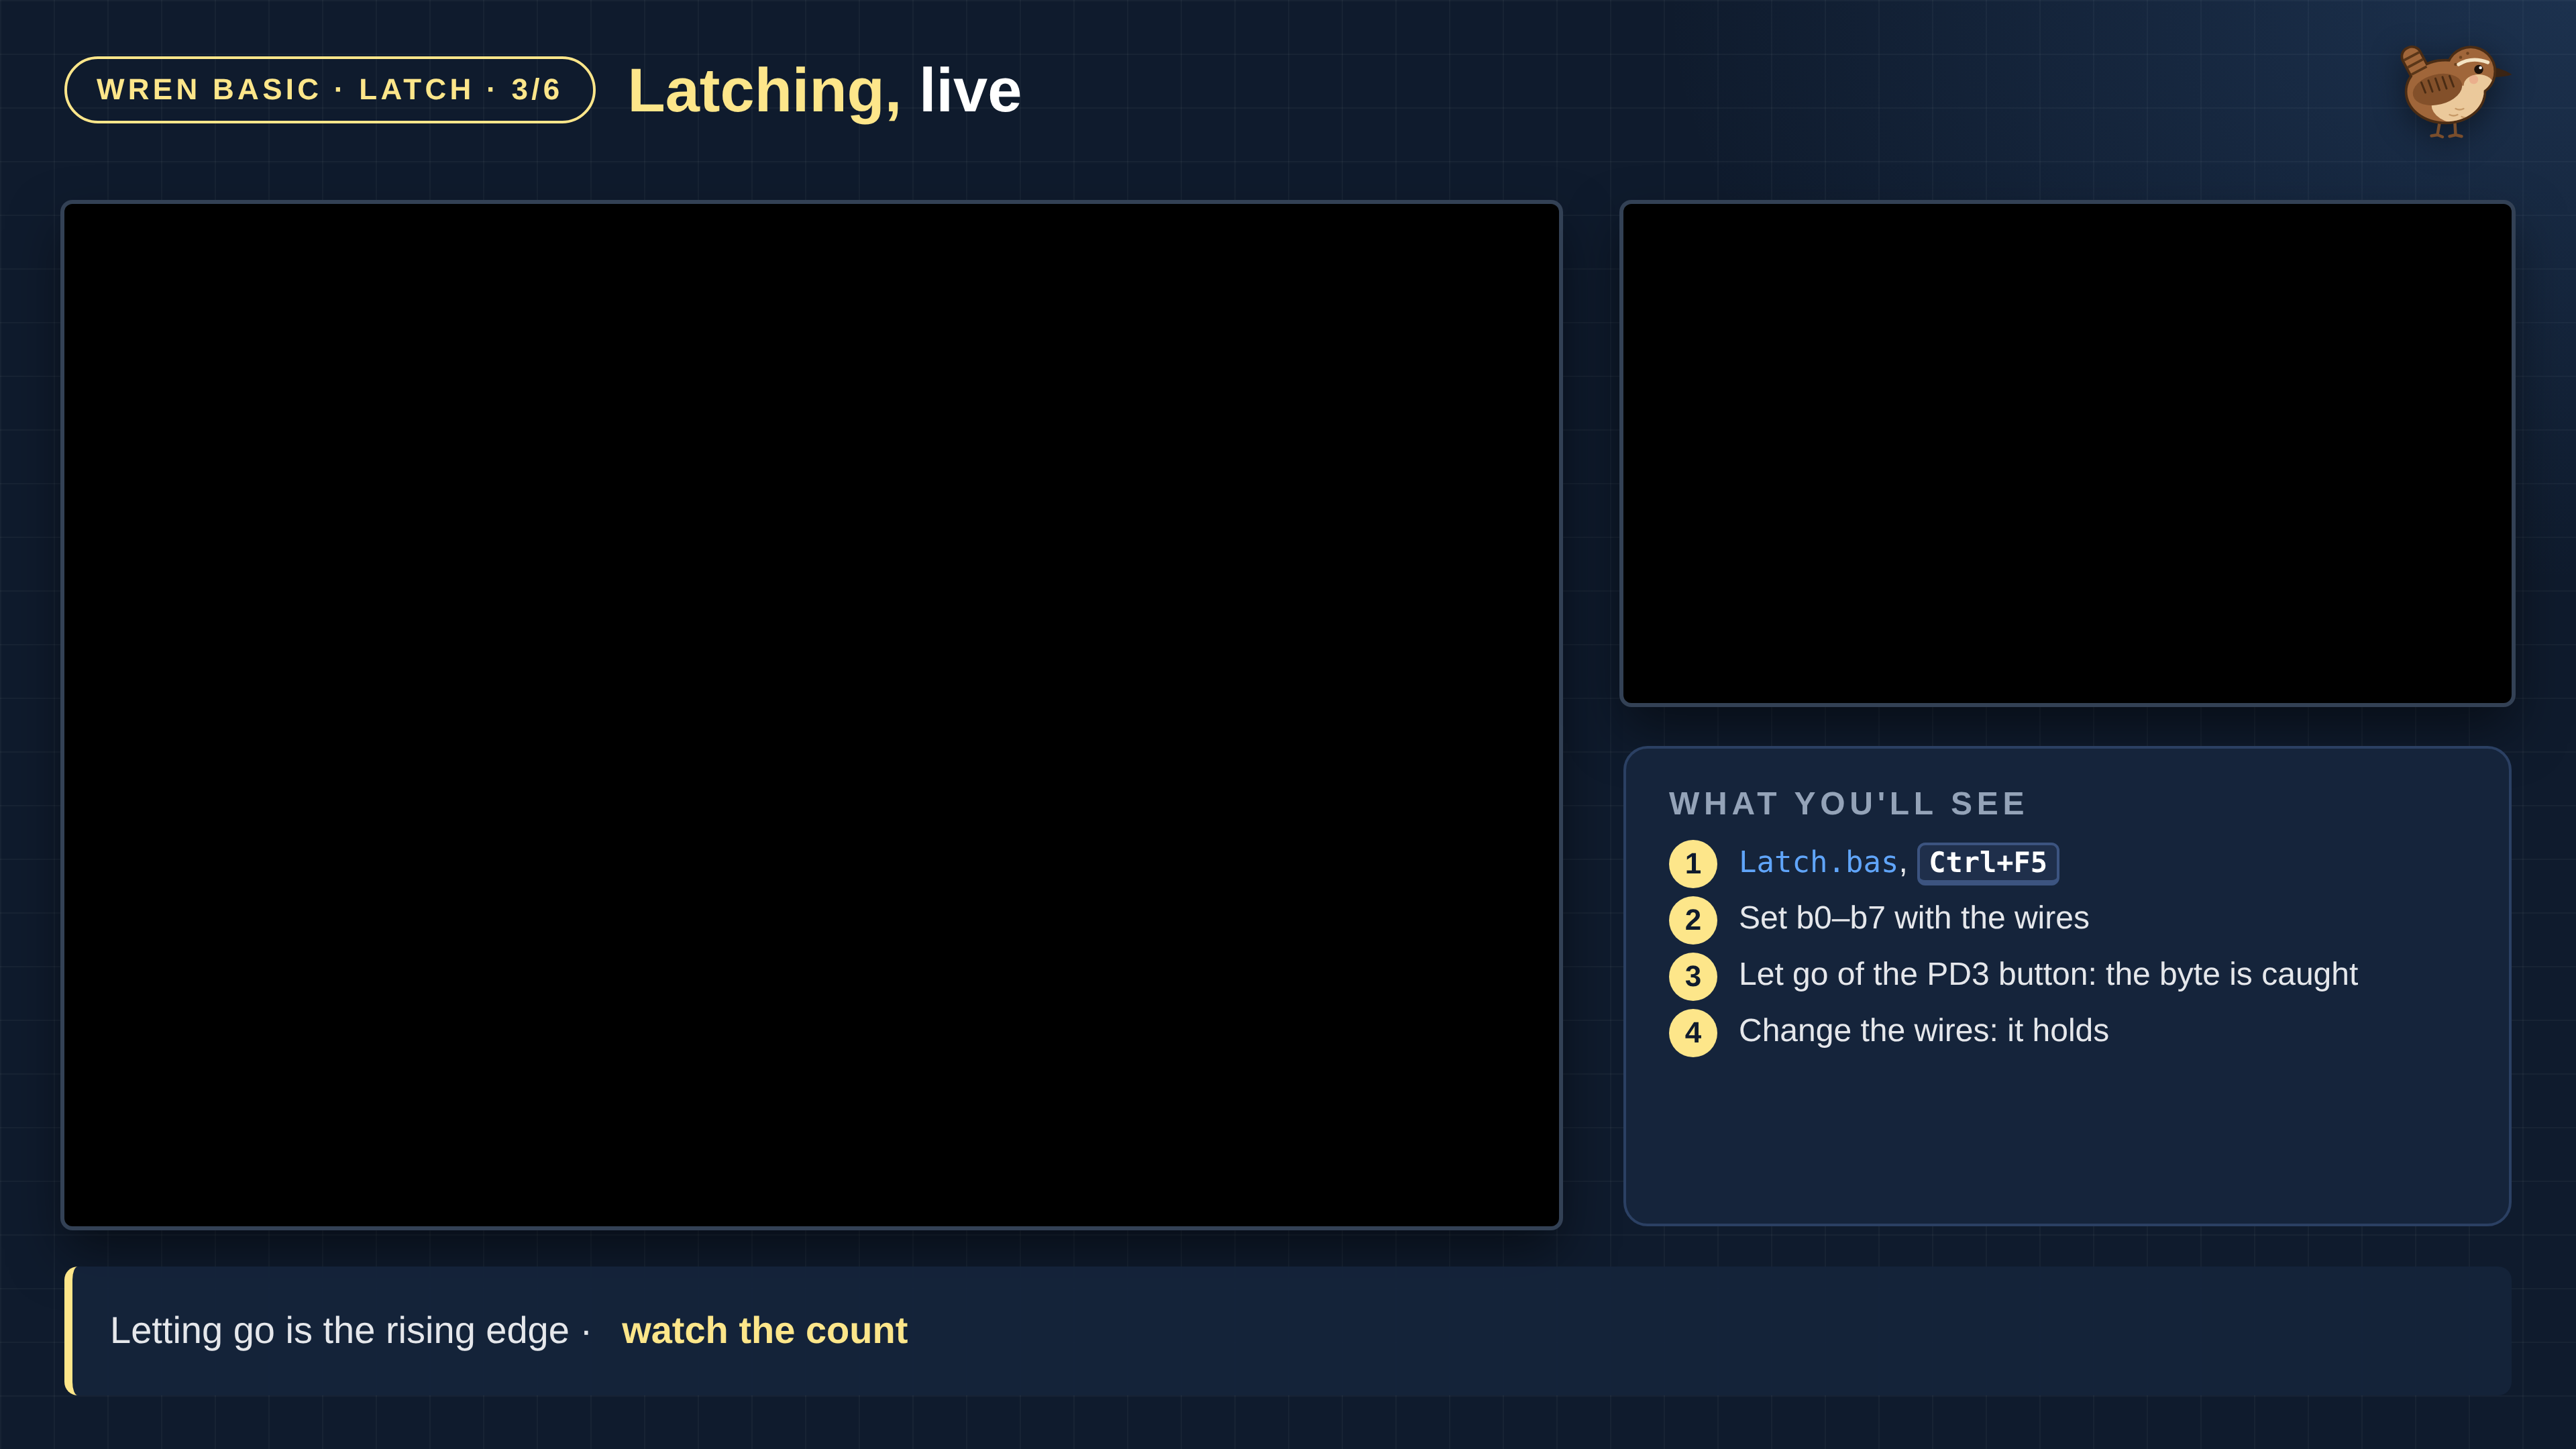 WREN BASIC · LATCH · 3/6
Latching, live
WHAT YOU'LL SEE
1 Latch.bas, Ctrl+F5
2 Set b0–b7 with the wires
3 Let go of the PD3 button: the byte is caught
4 Change the wires: it holds
Letting go is the rising edge · watch the count